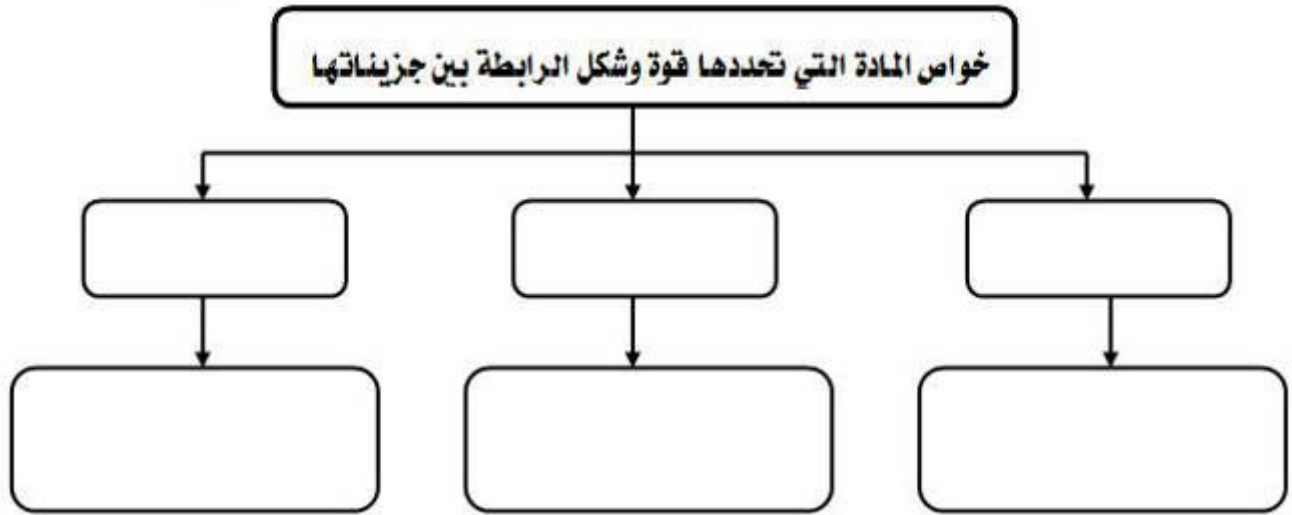 خواص المادة التي تحددها قوة وشكل الرابطة بين جزيئاتها